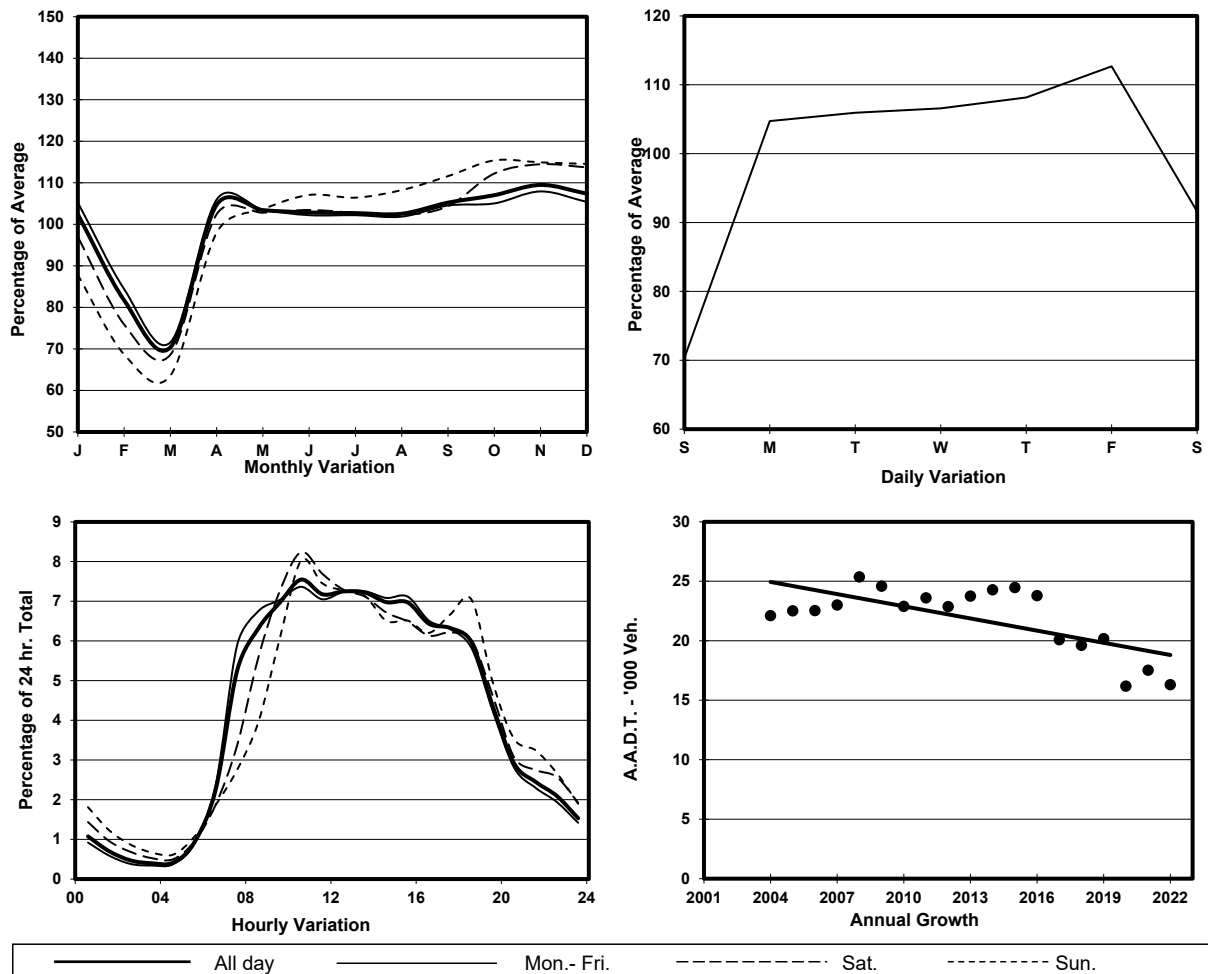 150
140
130
120
110
100
90
80
70
60
50
Percentage of Average
J F M A M J J A S O N D
Monthly Variation
120
110
100
90
80
70
60
Percentage of Average
S M T W T F S
Daily Variation
9
8
7
6
5
4
3
2
1
0
Percentage of 24 hr. Total
00 04 08 12 16 20 24
Hourly Variation
30
25
20
15
10
5
0
A.A.D.T. - '000 Veh.
2001 2004 2007 2010 2013 2016 2019 2022
Annual Growth
All day Mon.- Fri. Sat. Sun.